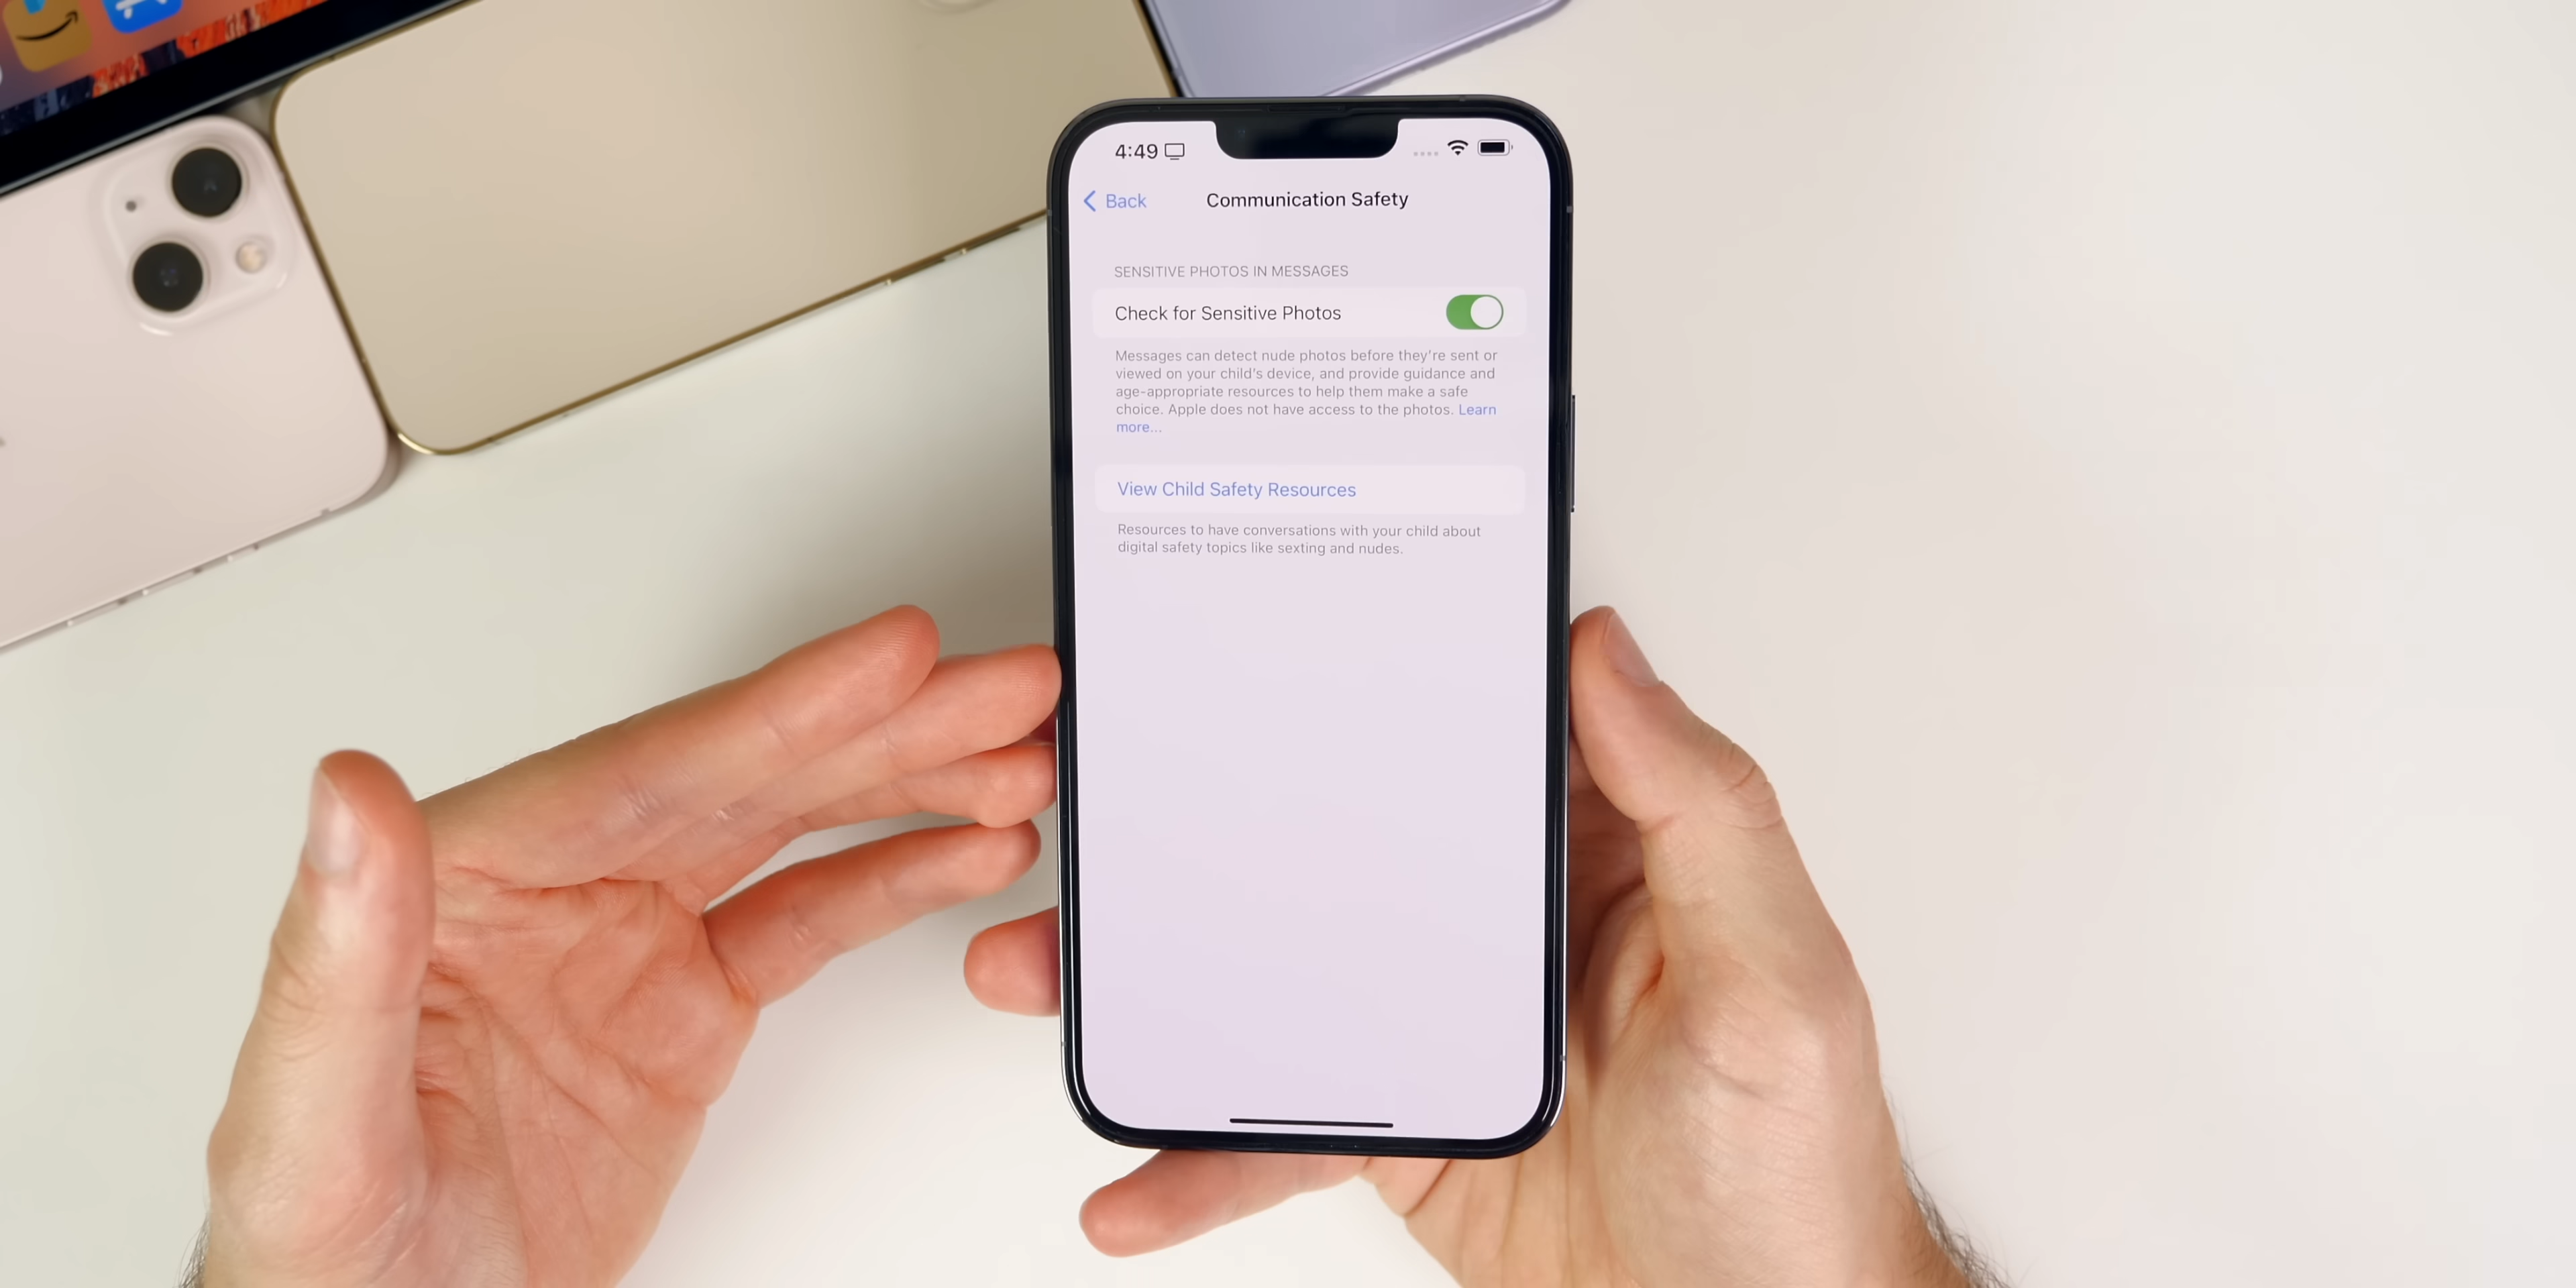 4:49
Back
Communication Safety
SENSITIVE PHOTOS IN MESSAGES
Check for Sensitive Photos
Messages can detect nude photos before they're sent or
viewed on your child's device, and provide guidance and
age-appropriate resources to help them make a safe
choice. Apple does not have access to the photos. Learn
more...
View Child Safety Resources
Resources to have conversations with your child about
digital safety topics like sexting and nudes.